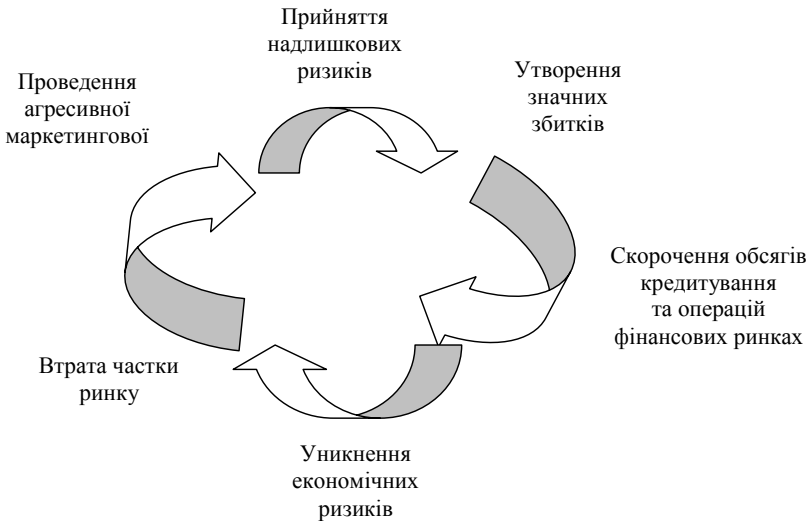 Прийняття
надлишкових
ризиків
Утворення
значних
збитків
Скорочення обсягів
кредитування
та операцій
фінансових ринках
Уникнення
економічних
ризиків
Втрата частки
ринку
Проведення
агресивної
маркетингової